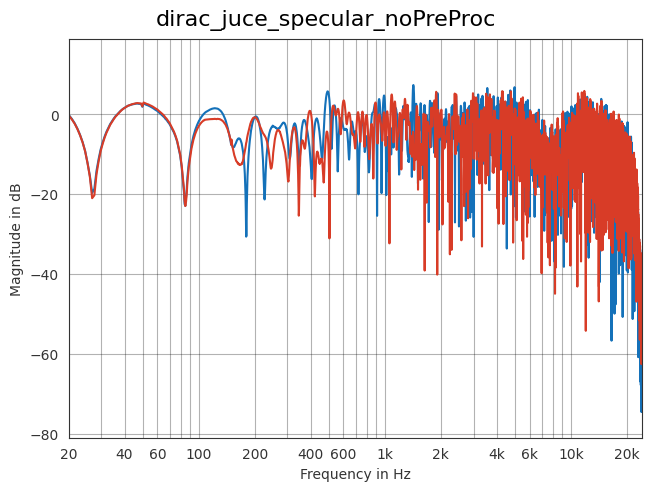 dirac_juce_specular_noPreProc
Magnitude in dB
0
−20
−40
−60
−80
20 40 60 100 200 400 600 1k 2k 4k 6k 10k 20k
Frequency in Hz